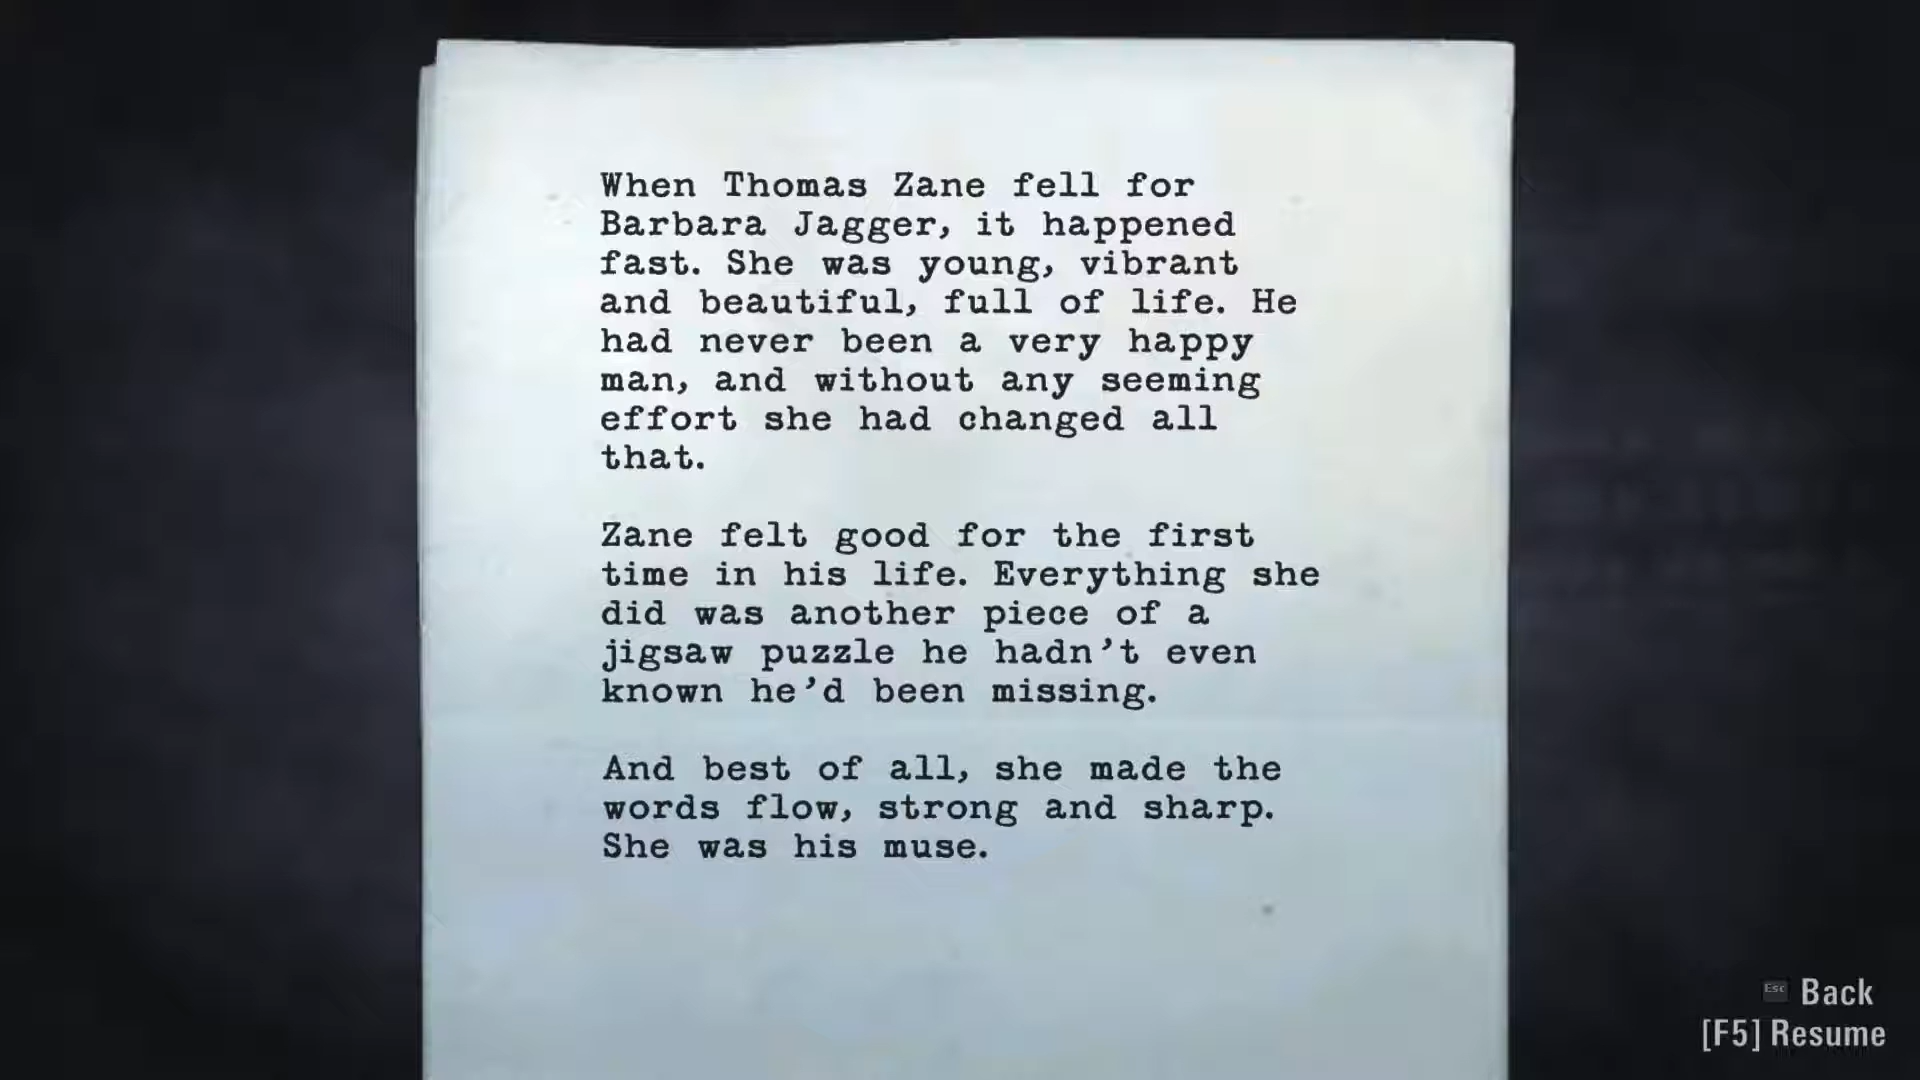 When Thomas Zane fell for
Barbara Jagger, it happened
fast. She was young, vibrant
and beautiful, full of life. He
had never been a very happy
man, and without any seeming
effort she had changed all
that.
Zane felt good for the first
time in his life. Everything she
did was another piece of a
jigsaw puzzle he hadn’t even
known he’d been missing.
And best of all, she made the
words flow, strong and sharp.
She was his muse.
Esc Back
[F5] Resume